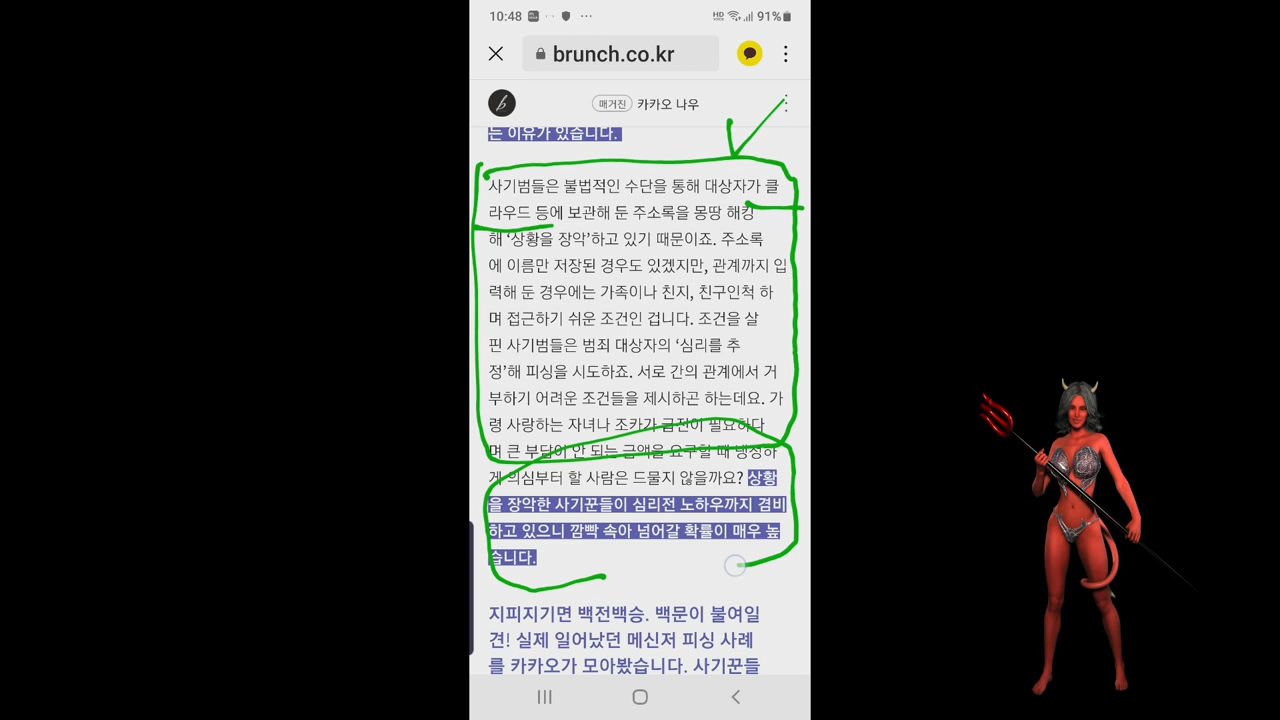 10:48
HD
91%
brunch.co.kr
매거진 카카오 나우
는 이유가 있습니다.
사기범들은 불법적인 수단을 통해 대상자가 클
라우드 등에 보관해 둔 주소록을 몽땅 해킹
해 ‘상황을 장악’하고 있기 때문이죠. 주소록
에 이름만 저장된 경우도 있겠지만, 관계까지 입
력해 둔 경우에는 가족이나 친지, 친구인척 하
며 접근하기 쉬운 조건인 겁니다. 조건을 살
핀 사기범들은 범죄 대상자의 ‘심리를 추
정’해 피싱을 시도하죠. 서로 간의 관계에서 거
부하기 어려운 조건들을 제시하곤 하는데요. 가
령 사랑하는 자녀나 조카가 금전이 필요하다
며 큰 부담이 안 되는 금액을 요구할 때 냉정하
게 의심부터 할 사람은 드물지 않을까요? 상황
을 장악한 사기꾼들이 심리전 노하우까지 겸비
하고 있으니 깜빡 속아 넘어갈 확률이 매우 높
습니다.
지피지기면 백전백승. 백문이 불여일
견! 실제 일어났던 메신저 피싱 사례
를 카카오가 모아봤습니다. 사기꾼들